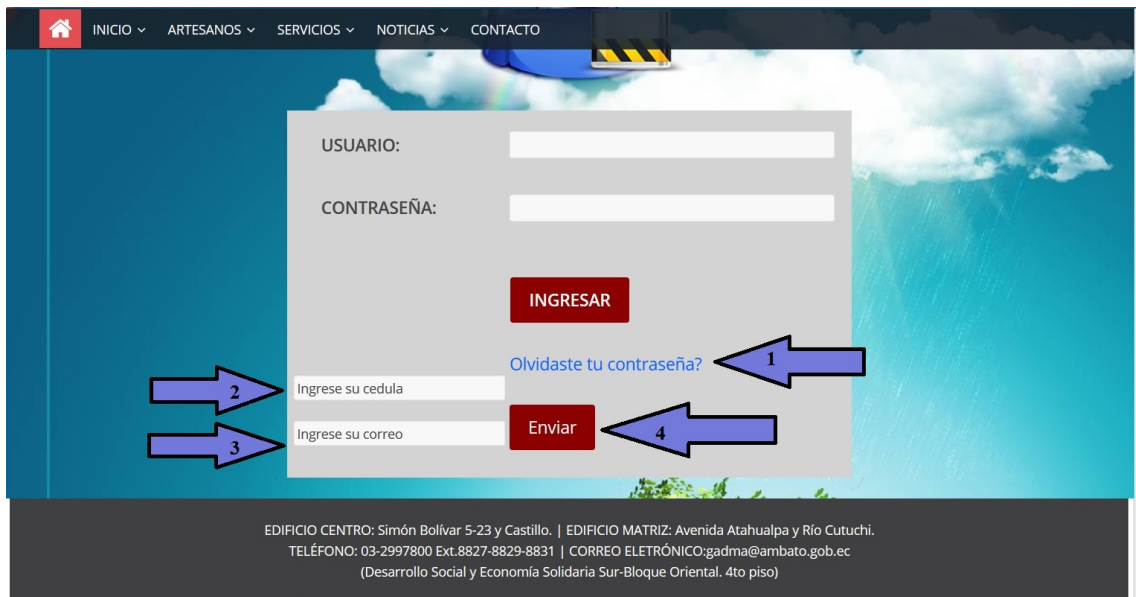 INICIO ARTESANOS SERVICIOS NOTICIAS CONTACTO
USUARIO:
CONTRASEÑA:
INGRESAR
Olvidaste tu contraseña? 1
2 Ingrese su cedula
3 Ingrese su correo Enviar 4
EDIFICIO CENTRO: Simón Bolívar 5-23 y Castillo. | EDIFICIO MATRIZ: Avenida Atahualpa y Río Cutuchi.
TELÉFONO: 03-2997800 Ext.8827-8829-8831 | CORREO ELETRÓNICO:gadma@ambato.gob.ec
(Desarrollo Social y Economía Solidaria Sur-Bloque Oriental. 4to piso)